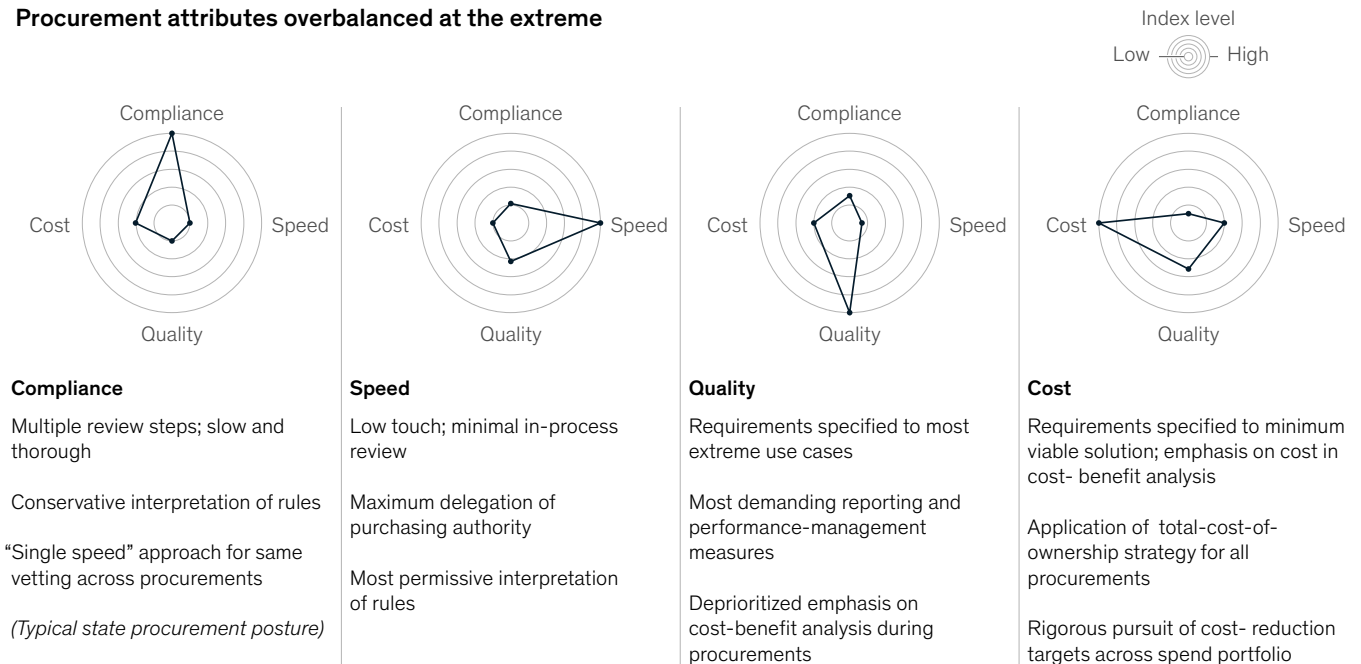 Procurement attributes overbalanced at the extreme
Index level
Low
High
Compliance
Cost
Speed
Quality
Compliance
Cost
Speed
Quality
Compliance
Cost
Speed
Quality
Compliance
Cost
Speed
Quality
Compliance
Multiple review steps; slow and
thorough
Conservative interpretation of rules
“Single speed” approach for same
vetting across procurements
(Typical state procurement posture)
Speed
Low touch; minimal in-process
review
Maximum delegation of
purchasing authority
Most permissive interpretation
of rules
Quality
Requirements specified to most
extreme use cases
Most demanding reporting and
performance-management
measures
Deprioritized emphasis on
cost-benefit analysis during
procurements
Cost
Requirements specified to minimum
viable solution; emphasis on cost in
cost- benefit analysis
Application of total-cost-of-
ownership strategy for all
procurements
Rigorous pursuit of cost- reduction
targets across spend portfolio